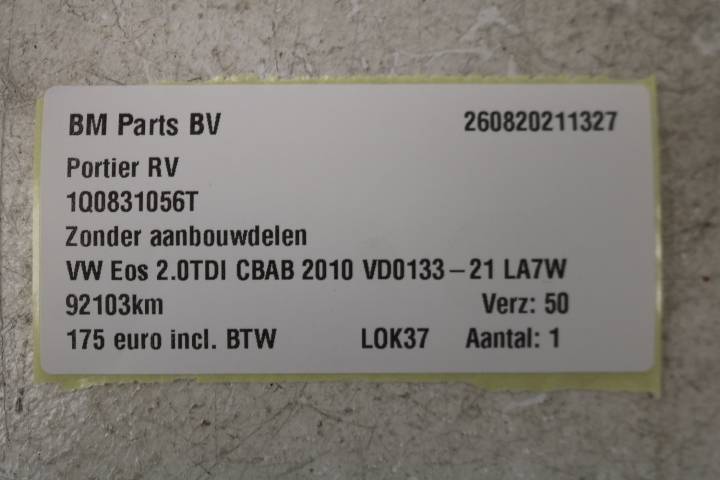 BM Parts BV 260820211327
Portier RV
1Q0831056T
Zonder aanbouwdelen
VW Eos 2.0TDI CBAB 2010 VD0133-21 LA7W
92103km Verz: 50
175 euro incl. BTW LOK37 Aantal: 1